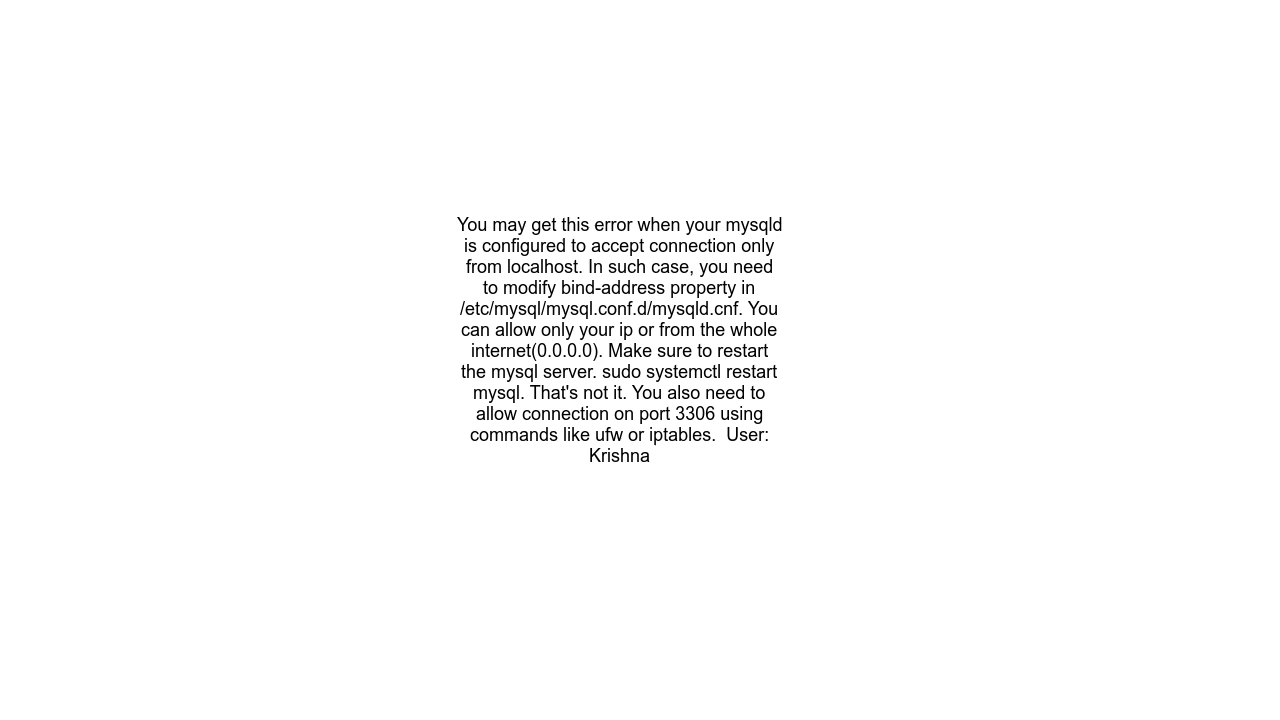 You may get this error when your mysqld
is configured to accept connection only
from localhost. In such case, you need
to modify bind-address property in
/etc/mysql/mysql.conf.d/mysqld.cnf. You
can allow only your ip or from the whole
internet(0.0.0.0). Make sure to restart
the mysql server. sudo systemctl restart
mysql. That's not it. You also need to
allow connection on port 3306 using
commands like ufw or iptables.  User:
Krishna